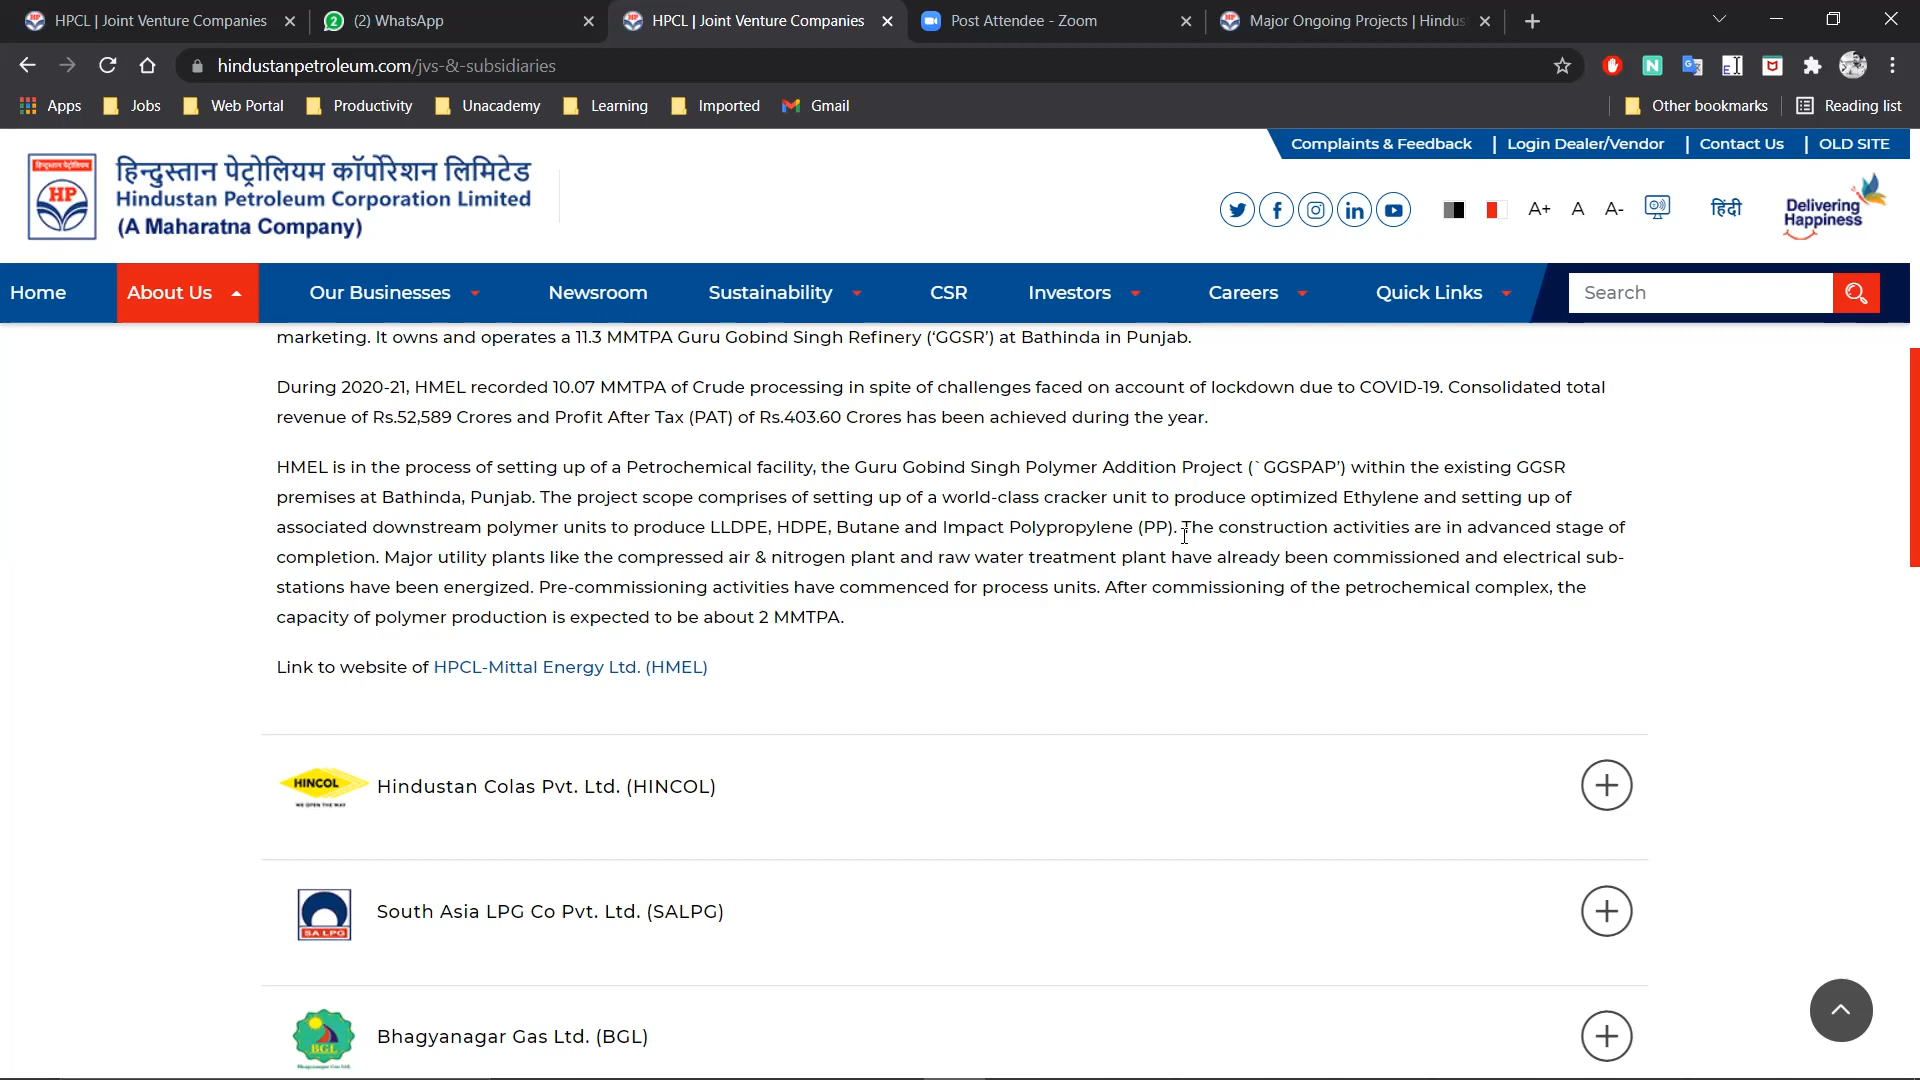 HPCL | Joint Venture Companies
(2) WhatsApp
HPCL | Joint Venture Companies
Post Attendee - Zoom
Major Ongoing Projects | Hindus
hindustanpetroleum.com/jvs-&-subsidiaries
Apps
Jobs
Web Portal
Productivity
Unacademy
Learning
Imported
Gmail
Other bookmarks
Reading list
Complaints & Feedback | Login Dealer/Vendor | Contact Us | OLD SITE
हिन्दुस्तान पेट्रोलियम
HP
हिन्दुस्तान पेट्रोलियम कॉर्पोरेशन लिमिटेड
Hindustan Petroleum Corporation Limited
(A Maharatna Company)
A+ A A-
हिंदी
Delivering
Happiness
Home
About Us
Our Businesses
Newsroom
Sustainability
CSR
Investors
Careers
Quick Links
Search
marketing. It owns and operates a 11.3 MMTPA Guru Gobind Singh Refinery (‘GGSR’) at Bathinda in Punjab.
During 2020-21, HMEL recorded 10.07 MMTPA of Crude processing in spite of challenges faced on account of lockdown due to COVID-19. Consolidated total
revenue of Rs.52,589 Crores and Profit After Tax (PAT) of Rs.403.60 Crores has been achieved during the year.
HMEL is in the process of setting up of a Petrochemical facility, the Guru Gobind Singh Polymer Addition Project (`GGSPAP’) within the existing GGSR
premises at Bathinda, Punjab. The project scope comprises of setting up of a world-class cracker unit to produce optimized Ethylene and setting up of
associated downstream polymer units to produce LLDPE, HDPE, Butane and Impact Polypropylene (PP). The construction activities are in advanced stage of
completion. Major utility plants like the compressed air & nitrogen plant and raw water treatment plant have already been commissioned and electrical sub-
stations have been energized. Pre-commissioning activities have commenced for process units. After commissioning of the petrochemical complex, the
capacity of polymer production is expected to be about 2 MMTPA.
Link to website of HPCL-Mittal Energy Ltd. (HMEL)
HINCOL
WE OPEN THE WAY
Hindustan Colas Pvt. Ltd. (HINCOL)
SA LPG
South Asia LPG Co Pvt. Ltd. (SALPG)
BGL
Bhagyanagar Gas Ltd.
Bhagyanagar Gas Ltd. (BGL)